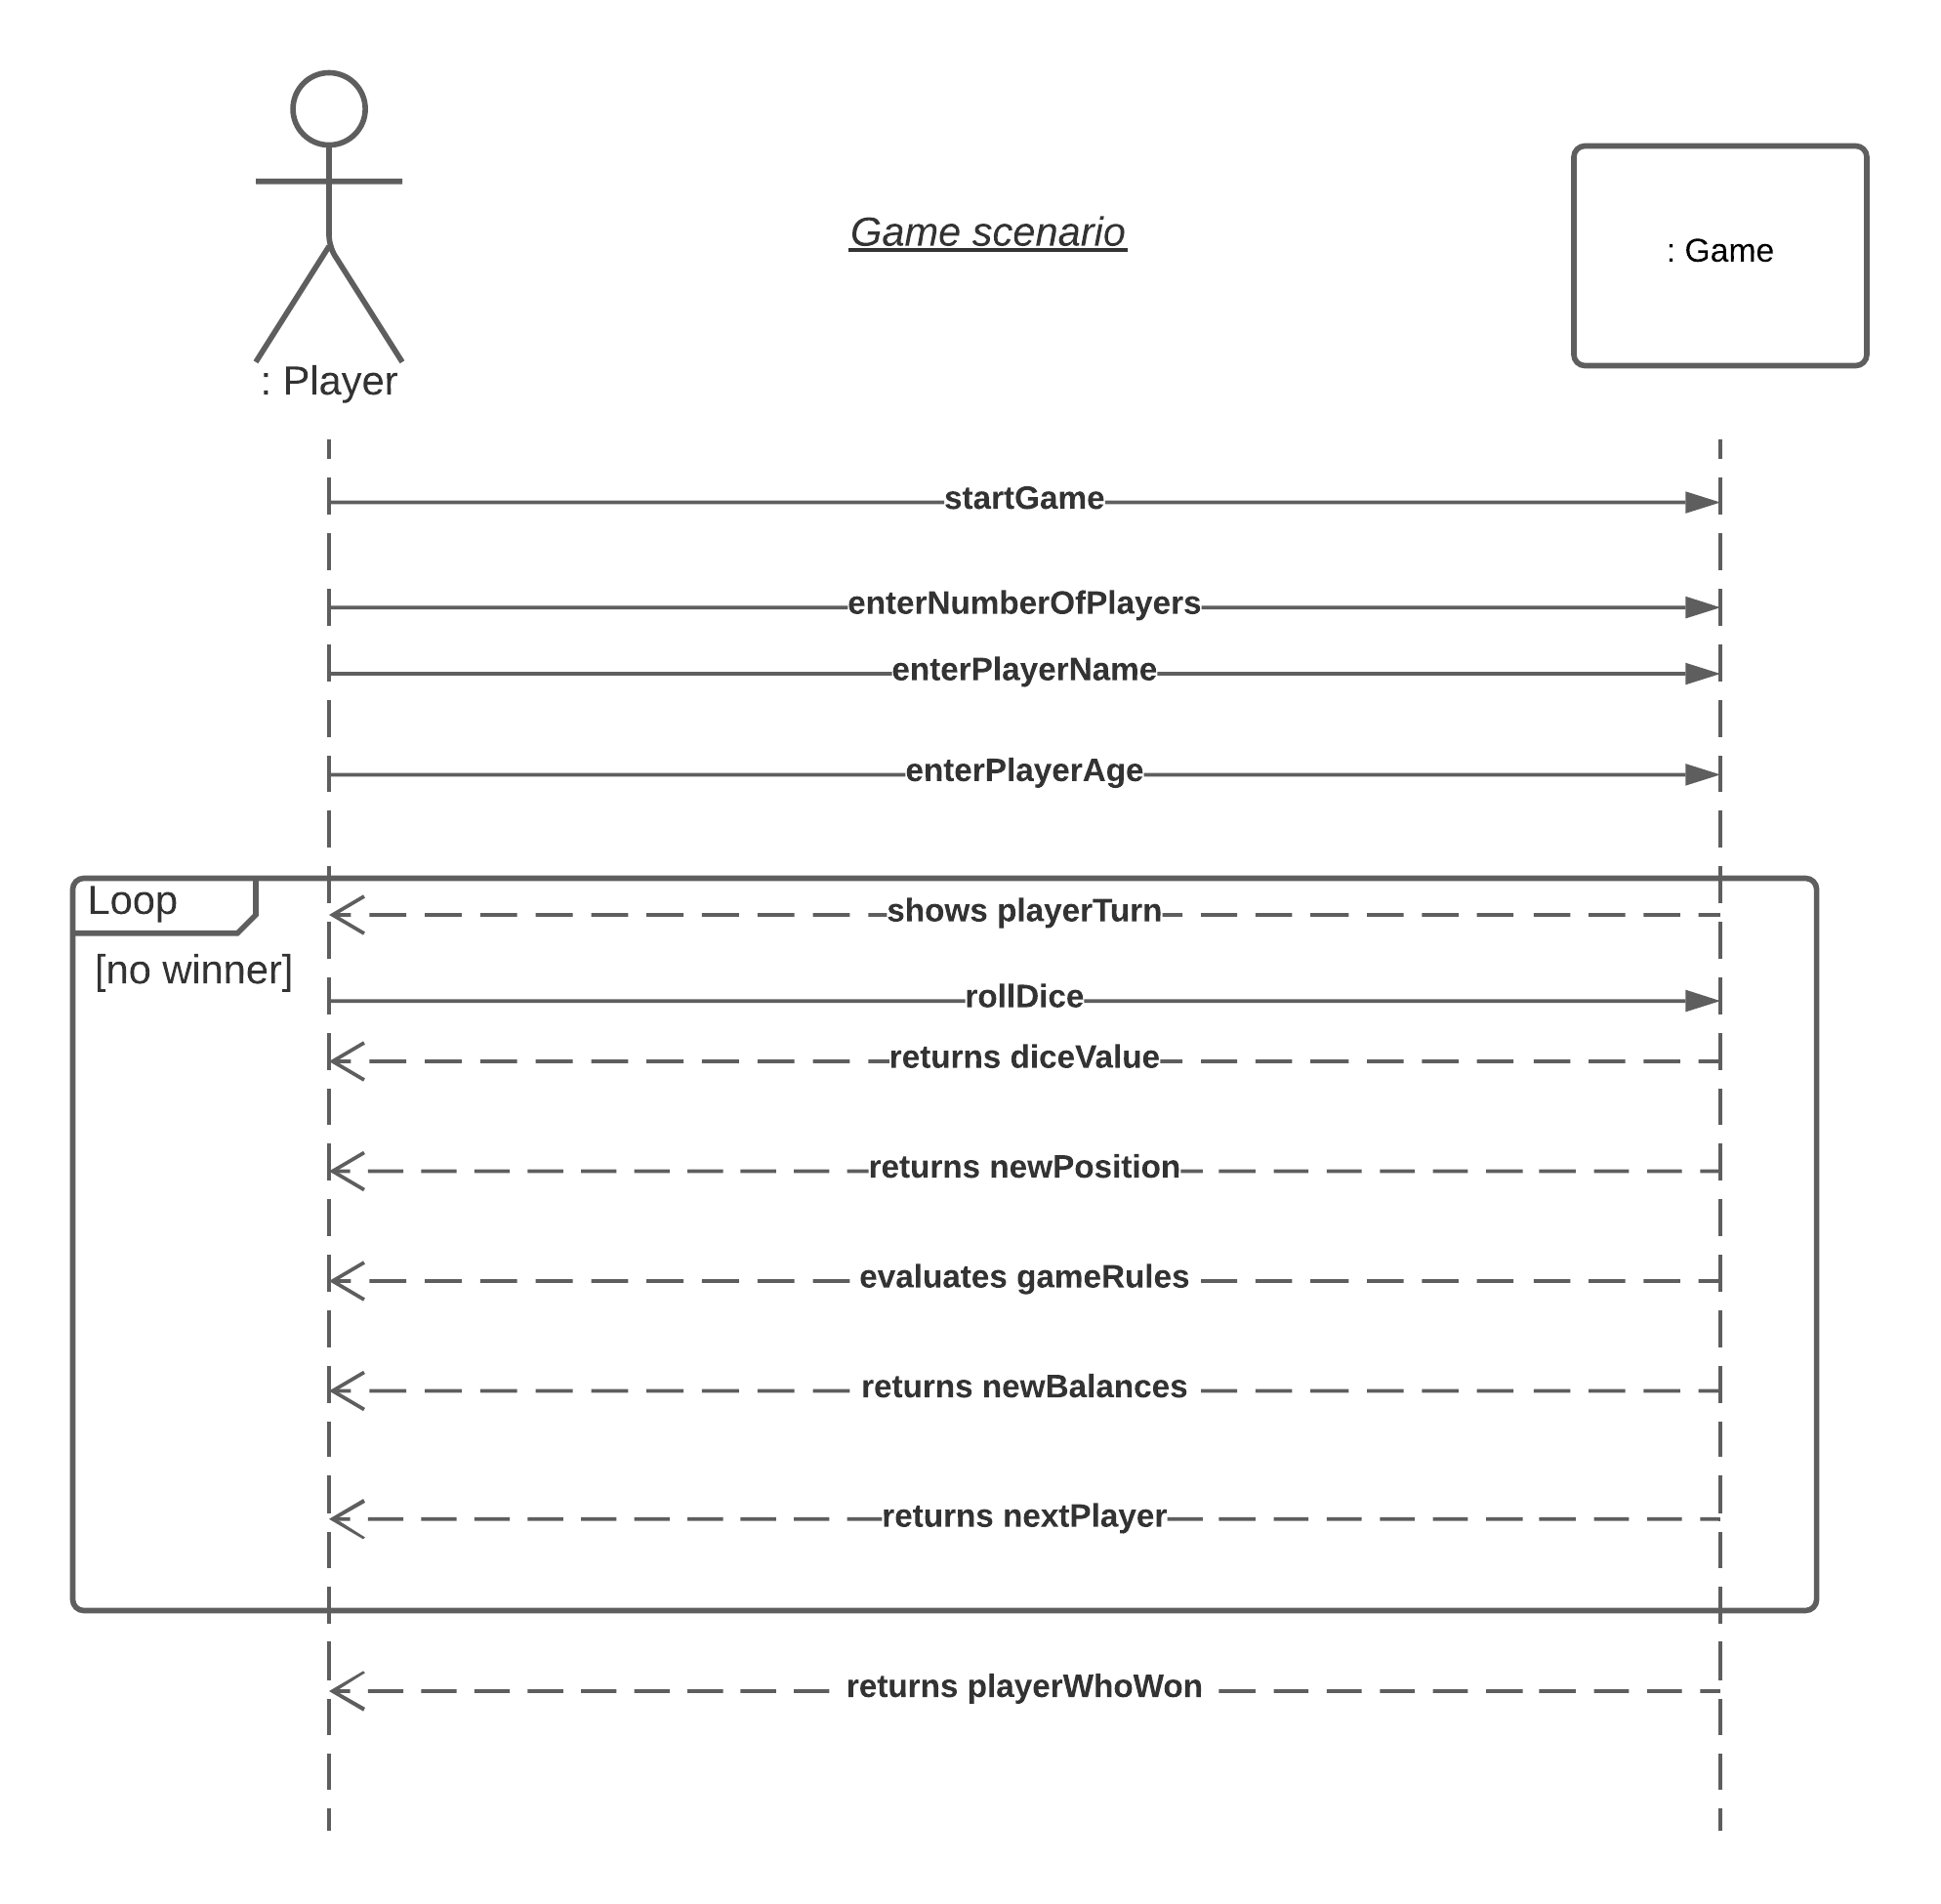 Game scenario
: Game
: Player
startGame
enterNumberOfPlayers
enterPlayerName
enterPlayerAge
Loop
shows playerTurn
[no winner]
rollDice
returns diceValue
returns newPosition
evaluates gameRules
returns newBalances
returns nextPlayer
returns playerWhoWon